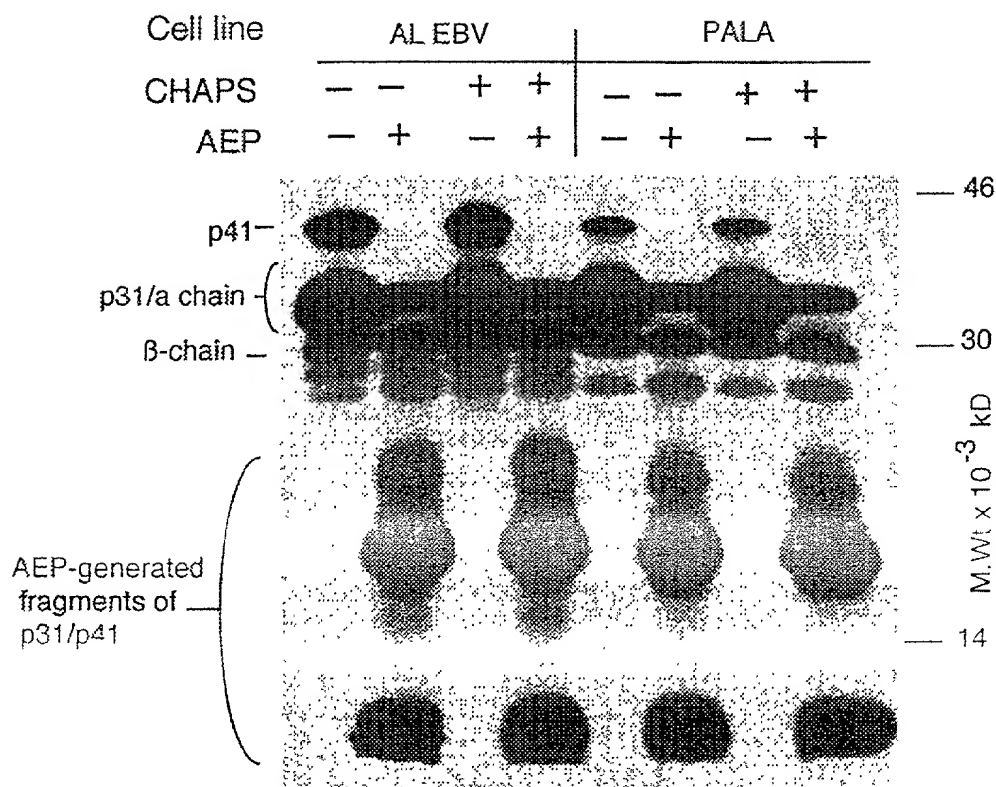 Cell line AL EBV PALA
CHAPS – – + + – – + +
AEP – + – + – + – +
46
p41
p31/a chain
ß-chain
30
M.Wt x 10-3 kD
AEP-generated
fragments of
p31/p41
14